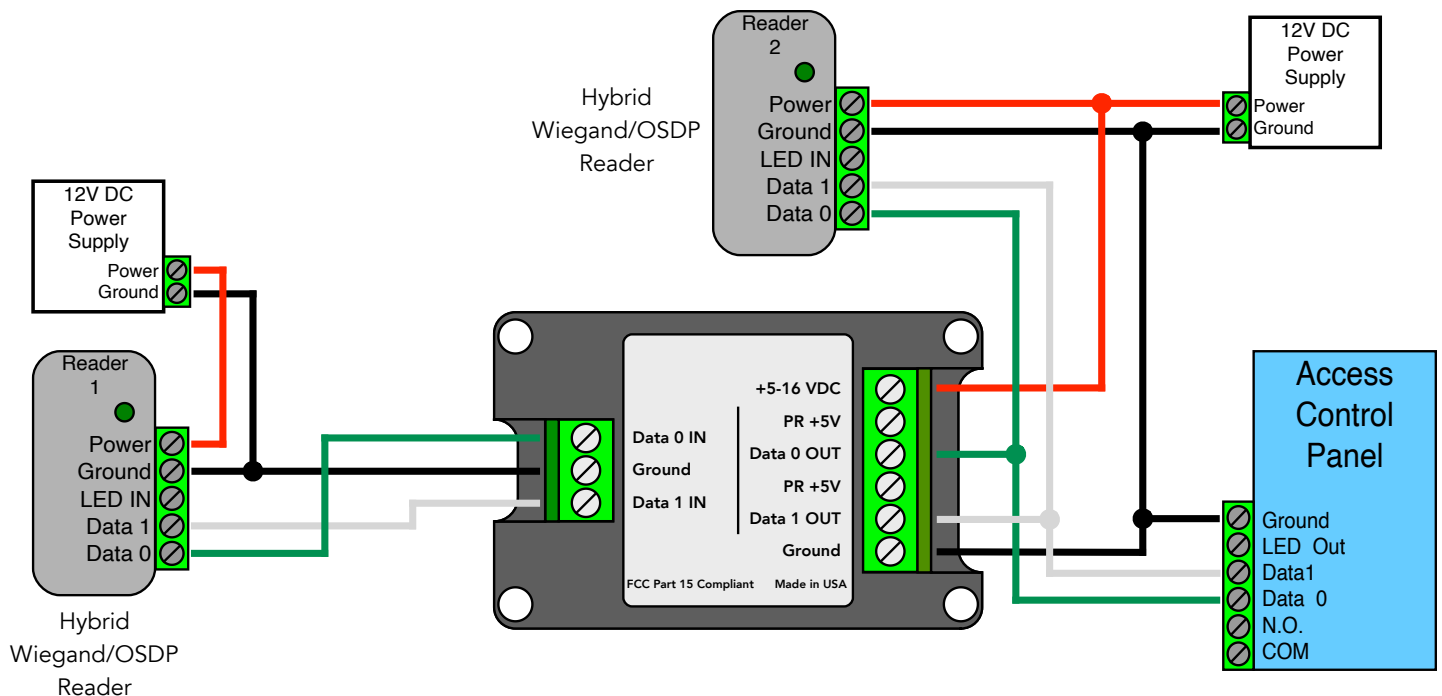 Reader
2
Power
Ground
LED IN
Data 1
Data 0
Hybrid
Wiegand/OSDP
Reader
12V DC
Power
Supply
Power
Ground
12V DC
Power
Supply
Power
Ground
Reader
1
Power
Ground
LED IN
Data 1
Data 0
Hybrid
Wiegand/OSDP
Reader
Data 0 IN
Ground
Data 1 IN
+5-16 VDC
PR +5V
Data 0 OUT
PR +5V
Data 1 OUT
Ground
FCC Part 15 Compliant Made in USA
Access
Control
Panel
Ground
LED Out
Data1
Data 0
N.O.
COM